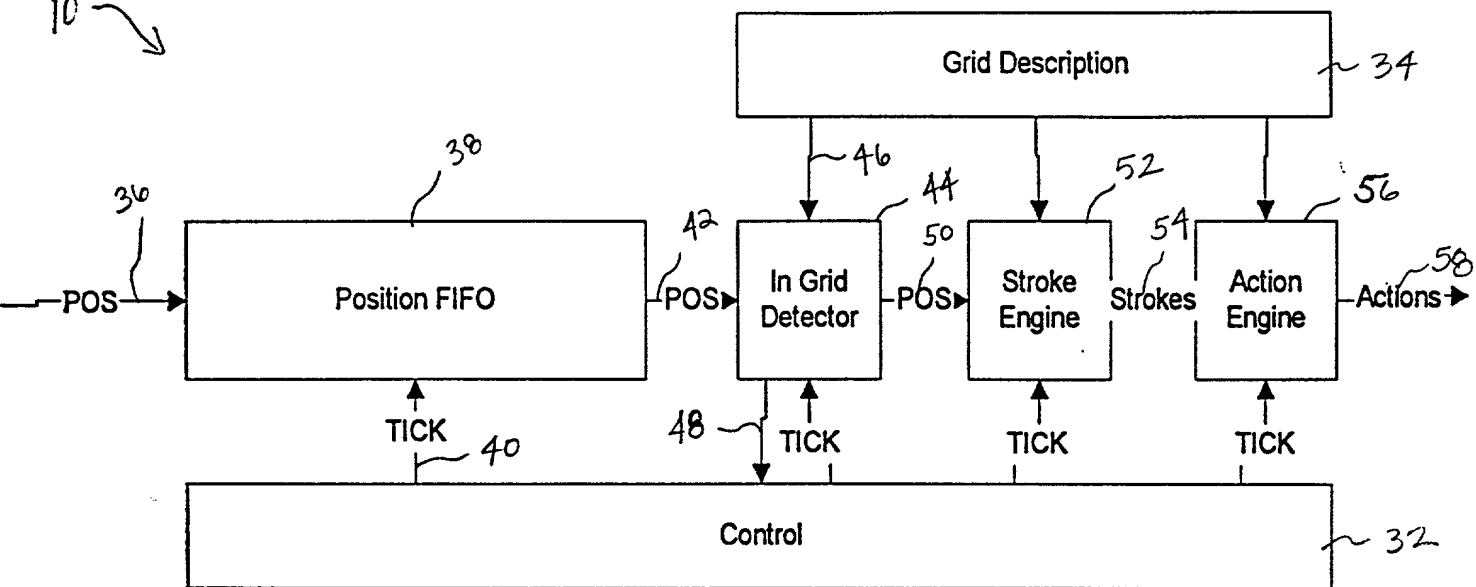 10
Grid Description
34
38
46
52
44
56
36
42
50
54
58
POS
Position FIFO
POS
In Grid
Detector
POS
Stroke
Engine
Strokes
Action
Engine
Actions
TICK
48
TICK
TICK
TICK
40
Control
32